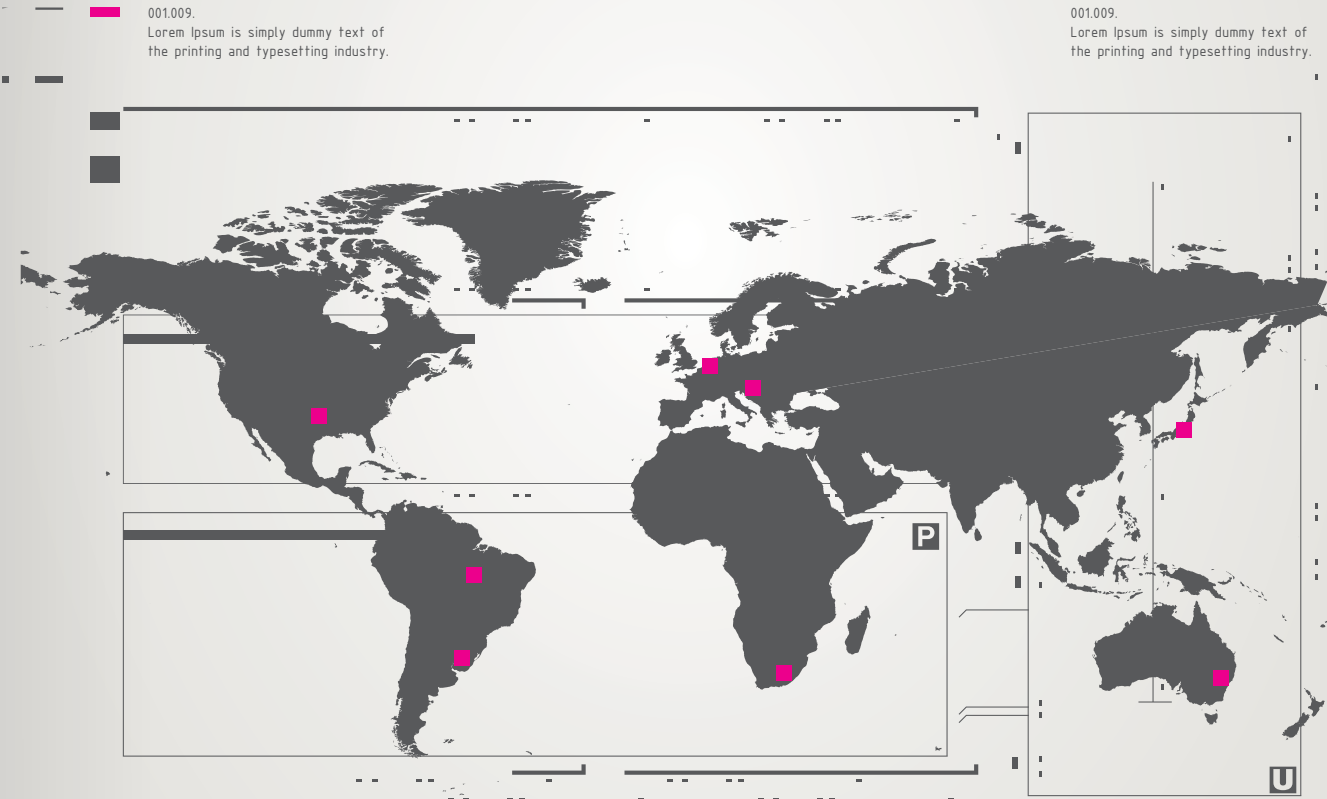 001.009.
Lorem Ipsum is simply dummy text of
the printing and typesetting industry.
001.009.
Lorem Ipsum is simply dummy text of
the printing and typesetting industry.
P
U